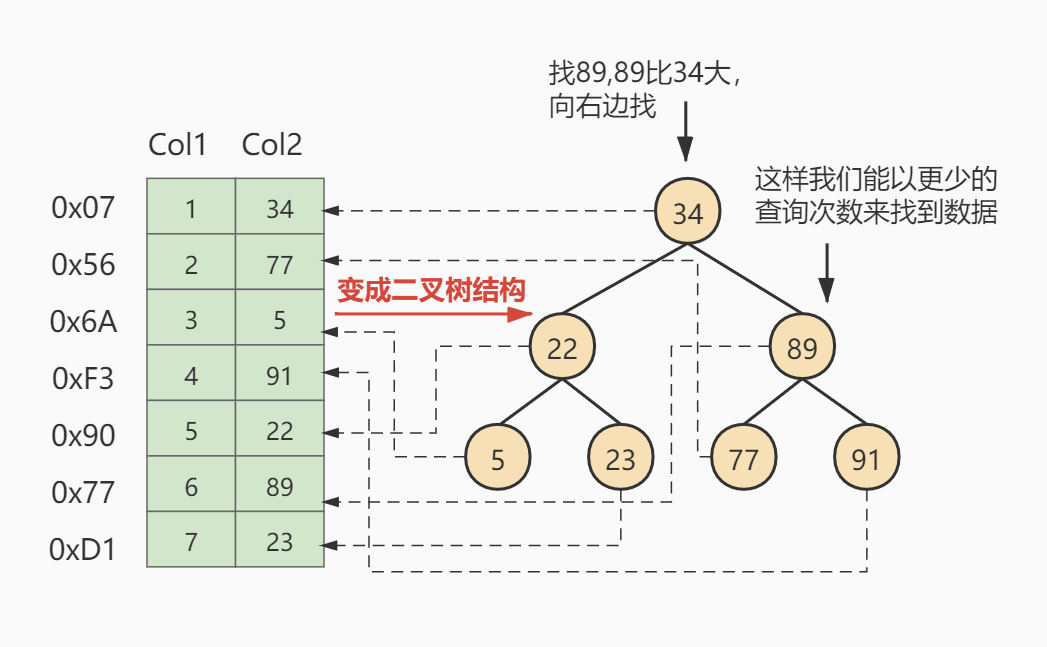 找89,89比34大，
向右边找
Col1 Col2
这样我们能以更少的
查询次数来找到数据
0x07 1 34
34
0x56 2 77
变成二叉树结构
0x6A 3 5
22 89
0xF3 4 91
0x90 5 22
5 23 77 91
0x77 6 89
0xD1 7 23